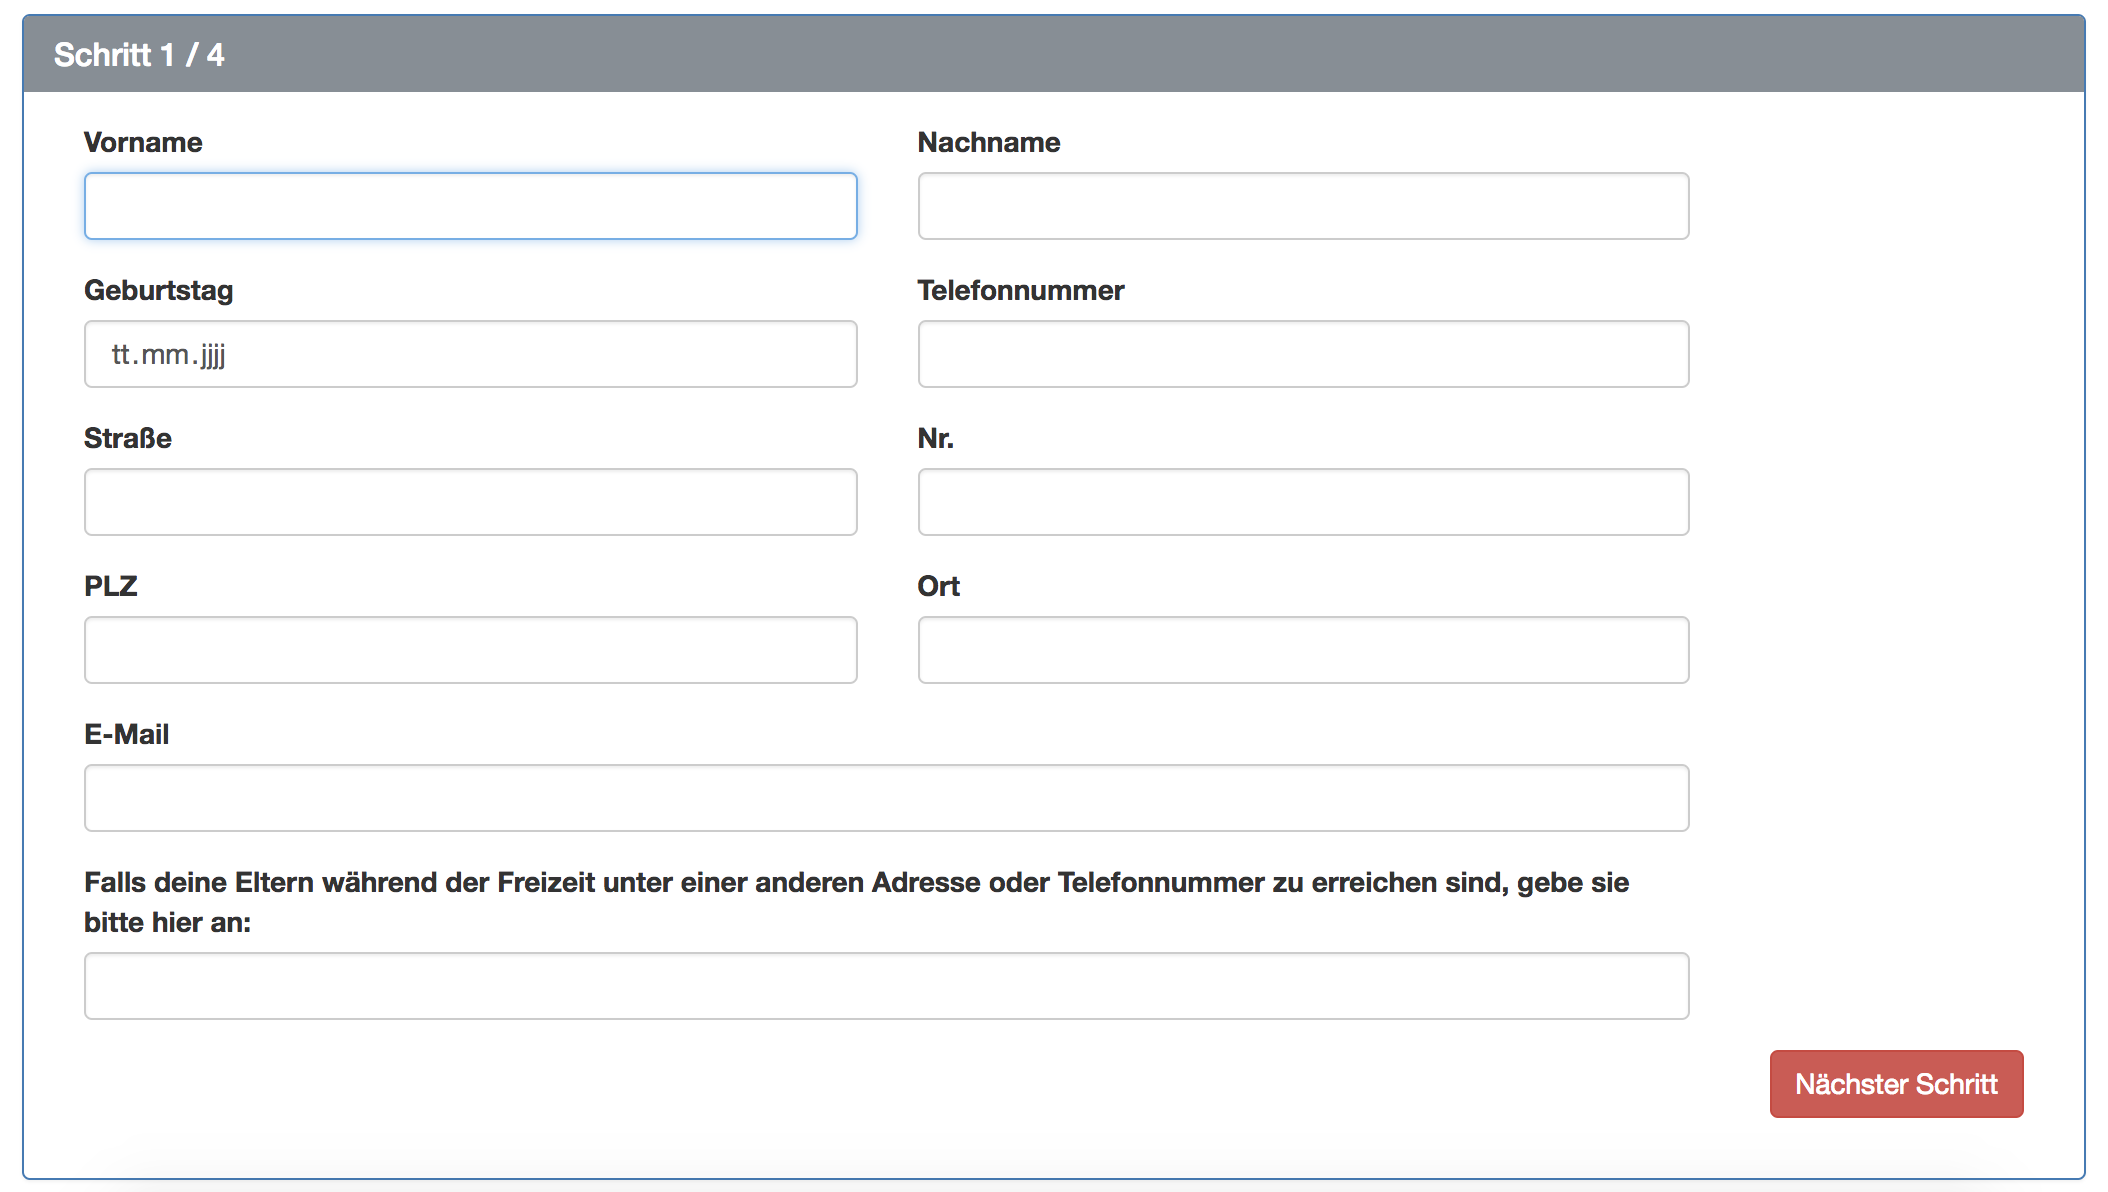 Schritt 1 / 4
Vorname
Nachname
Geburtstag
Telefonnummer
tt.mm.jjjj
Straße
Nr.
PLZ
Ort
E-Mail
Falls deine Eltern während der Freizeit unter einer anderen Adresse oder Telefonnummer zu erreichen sind, gebe sie
bitte hier an:
Nächster Schritt